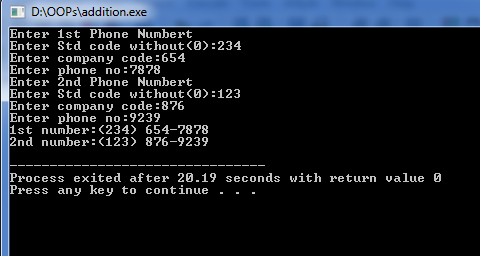 D:\OOPs\addition.exe
Enter 1st Phone Numbert
Enter Std code without(0):234
Enter company code:654
Enter phone no:7878
Enter 2nd Phone Numbert
Enter Std code without(0):123
Enter company code:876
Enter phone no:9239
1st number:(234) 654-7878
2nd number:(123) 876-9239
--------------------------------
Process exited after 20.19 seconds with return value 0
Press any key to continue . . .